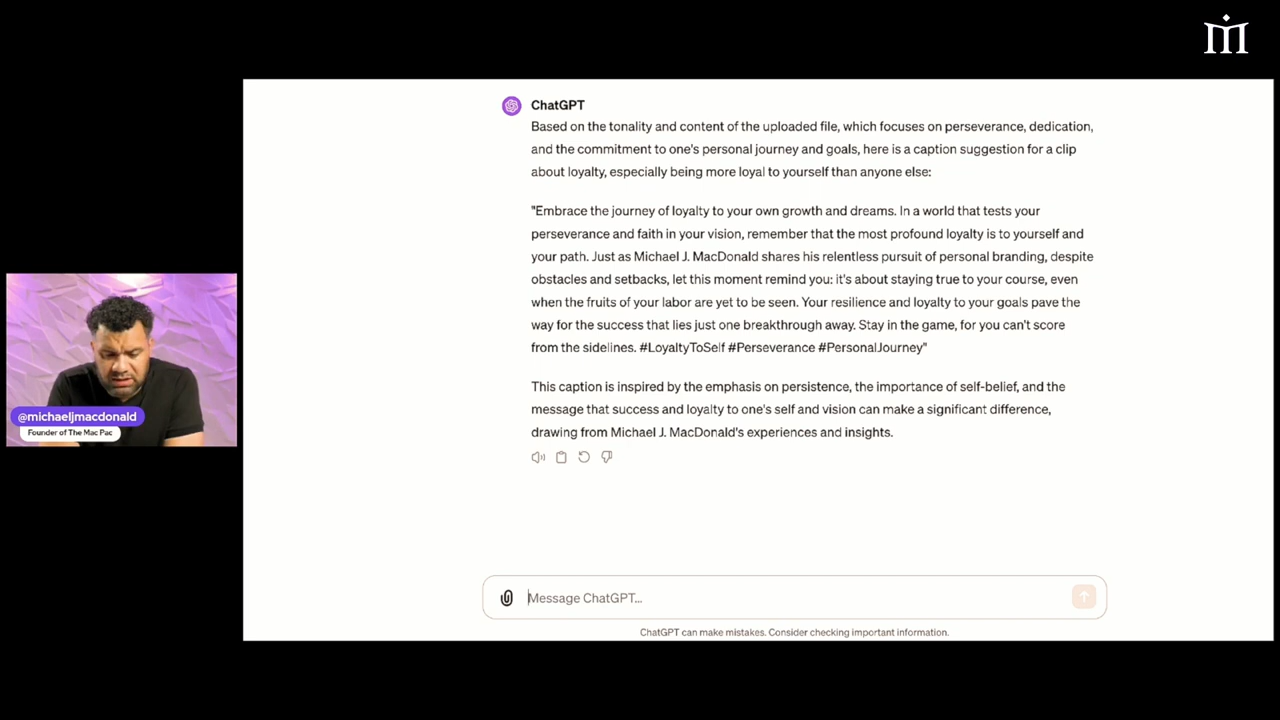 ChatGPT
Based on the tonality and content of the uploaded file, which focuses on perseverance, dedication,
and the commitment to one's personal journey and goals, here is a caption suggestion for a clip
about loyalty, especially being more loyal to yourself than anyone else:
"Embrace the journey of loyalty to your own growth and dreams. In a world that tests your
perseverance and faith in your vision, remember that the most profound loyalty is to yourself and
your path. Just as Michael J. MacDonald shares his relentless pursuit of personal branding, despite
obstacles and setbacks, let this moment remind you: it's about staying true to your course, even
when the fruits of your labor are yet to be seen. Your resilience and loyalty to your goals pave the
way for the success that lies just one breakthrough away. Stay in the game, for you can't score
from the sidelines. #LoyaltyToSelf #Perseverance #PersonalJourney"
This caption is inspired by the emphasis on persistence, the importance of self-belief, and the
message that success and loyalty to one's self and vision can make a significant difference,
drawing from Michael J. MacDonald's experiences and insights.
@michaeljmacdonald
Founder of The Mac Pac
Message ChatGPT...
ChatGPT can make mistakes. Consider checking important information.